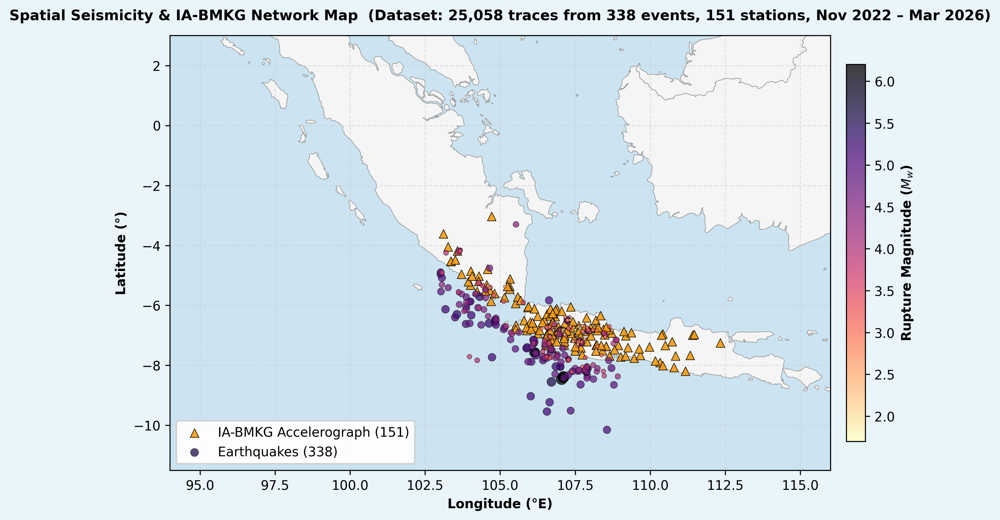 Spatial Seismicity & IA-BMKG Network Map (Dataset: 25,058 traces from 338 events, 151 stations, Nov 2022 – Mar 2026)
2
0
−2
−4
−6
−8
−10
Latitude (°)
IA-BMKG Accelerograph (151)
Earthquakes (338)
95.0 97.5 100.0 102.5 105.0 107.5 110.0 112.5 115.0
Longitude (°E)
6.0
5.5
5.0
4.5
4.0
3.5
3.0
2.5
2.0
Rupture Magnitude (Mw)